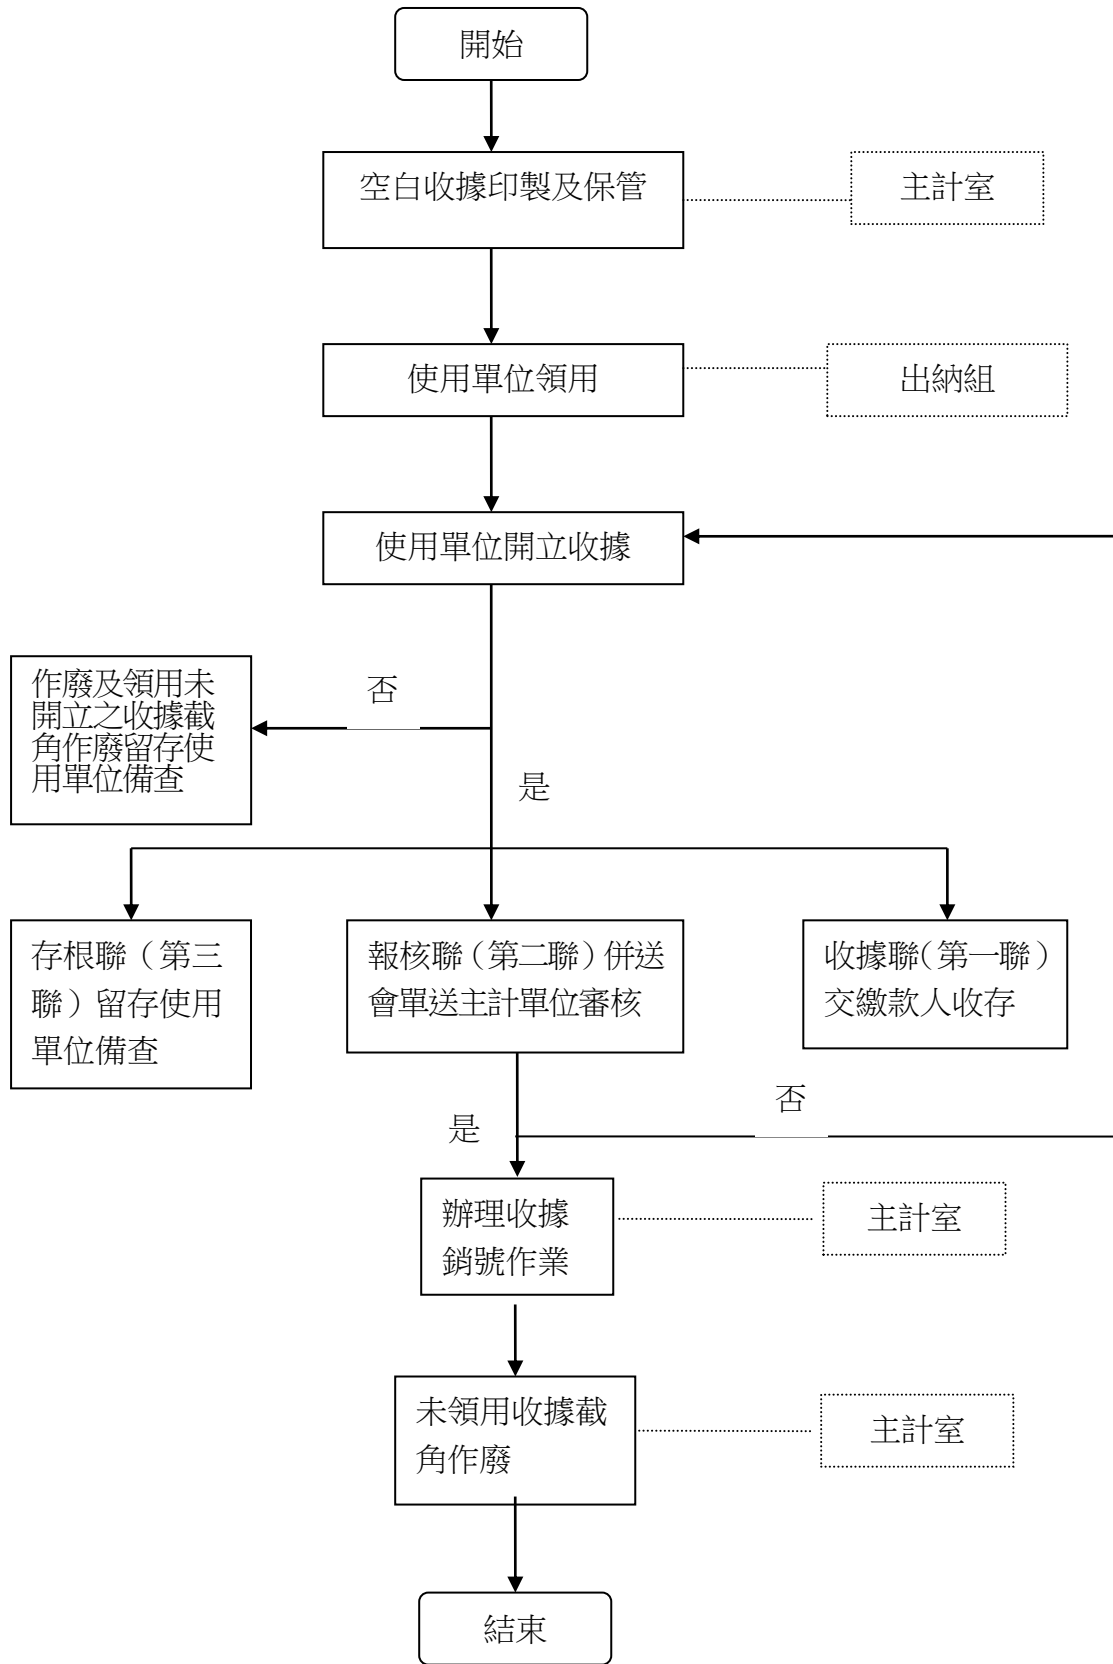 開始
空白收據印製及保管
主計室
使用單位領用
出納組
使用單位開立收據
作廢及領用未
開立之收據截
角作廢留存使
用單位備查
否
是
存根聯（第三
聯）留存使用
單位備查
報核聯（第二聯）併送
會單送主計單位審核
收據聯（第一聯）
交繳款人收存
是
否
辦理收據
銷號作業
主計室
未領用收據截
角作廢
主計室
結束